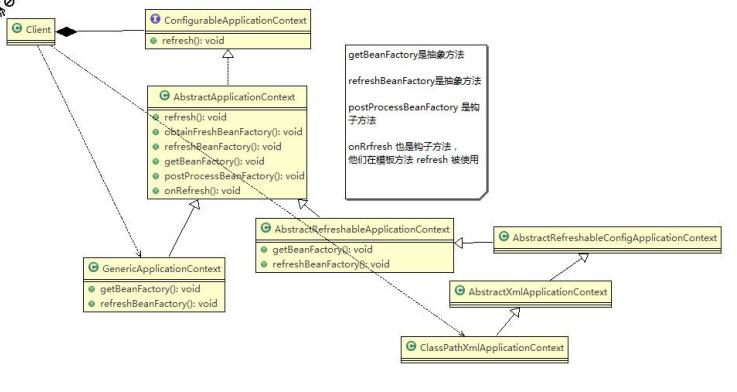 Client
ConfigurableApplicationContext
refresh(): void
AbstractApplicationContext
refresh(): void
obtainFreshBeanFactory(): void
refreshBeanFactory(): void
getBeanFactory(): void
postProcessBeanFactory(): void
onRefresh(): void
getBeanFactory是抽象方法
refreshBeanFactory是抽象方法
postProcessBeanFactory 是钩
子方法
onRrfresh 也是钩子方法，
他们在模板方法 refresh 被使用
GenericApplicationContext
getBeanFactory(): void
refreshBeanFactory(): void
AbstractRefreshableApplicationContext
getBeanFactory(): void
refreshBeanFactory(): void
AbstractRefreshableConfigApplicationContext
AbstractXmlApplicationContext
ClassPathXmlApplicationContext